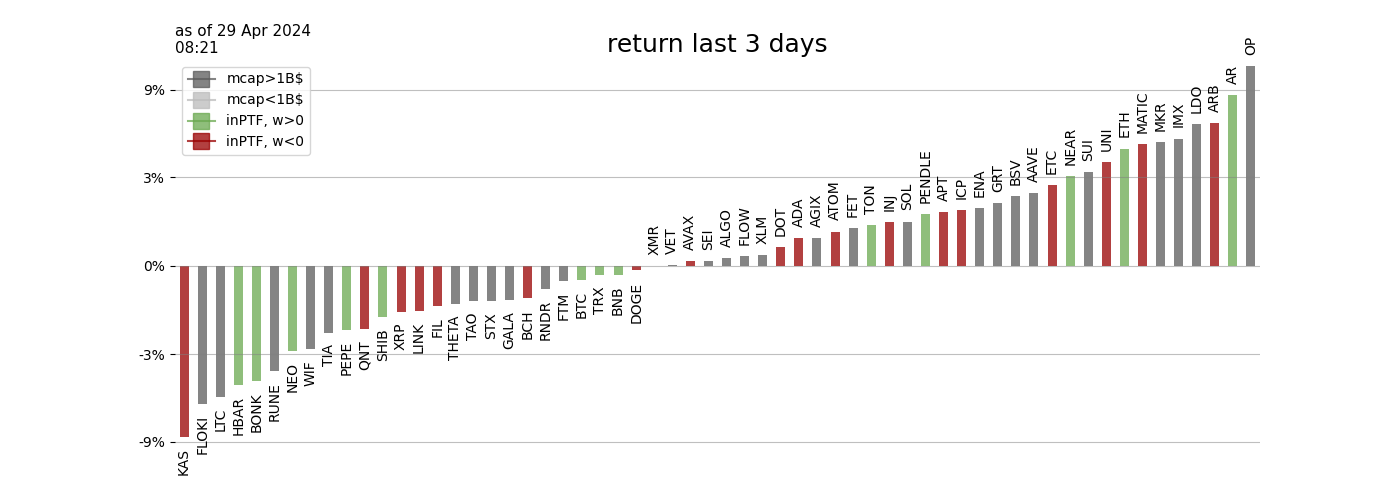 as of 29 Apr 2024
08:21
return last 3 days
mcap>1B$
mcap<1B$
inPTF, w>0
inPTF, w<0
9%
3%
0%
-3%
-9%
KAS
FLOKI
LTC
HBAR
BONK
RUNE
NEO
WIF
TIA
PEPE
QNT
SHIB
XRP
LINK
FIL
THETA
TAO
STX
GALA
BCH
RNDR
FTM
BTC
TRX
BNB
DOGE
XMR
VET
AVAX
SEI
ALGO
FLOW
XLM
DOT
ADA
AGIX
ATOM
FET
TON
INJ
SOL
PENDLE
APT
ICP
ENA
GRT
BSV
AAVE
ETC
NEAR
SUI
UNI
ETH
MATIC
MKR
IMX
LDO
ARB
AR
OP